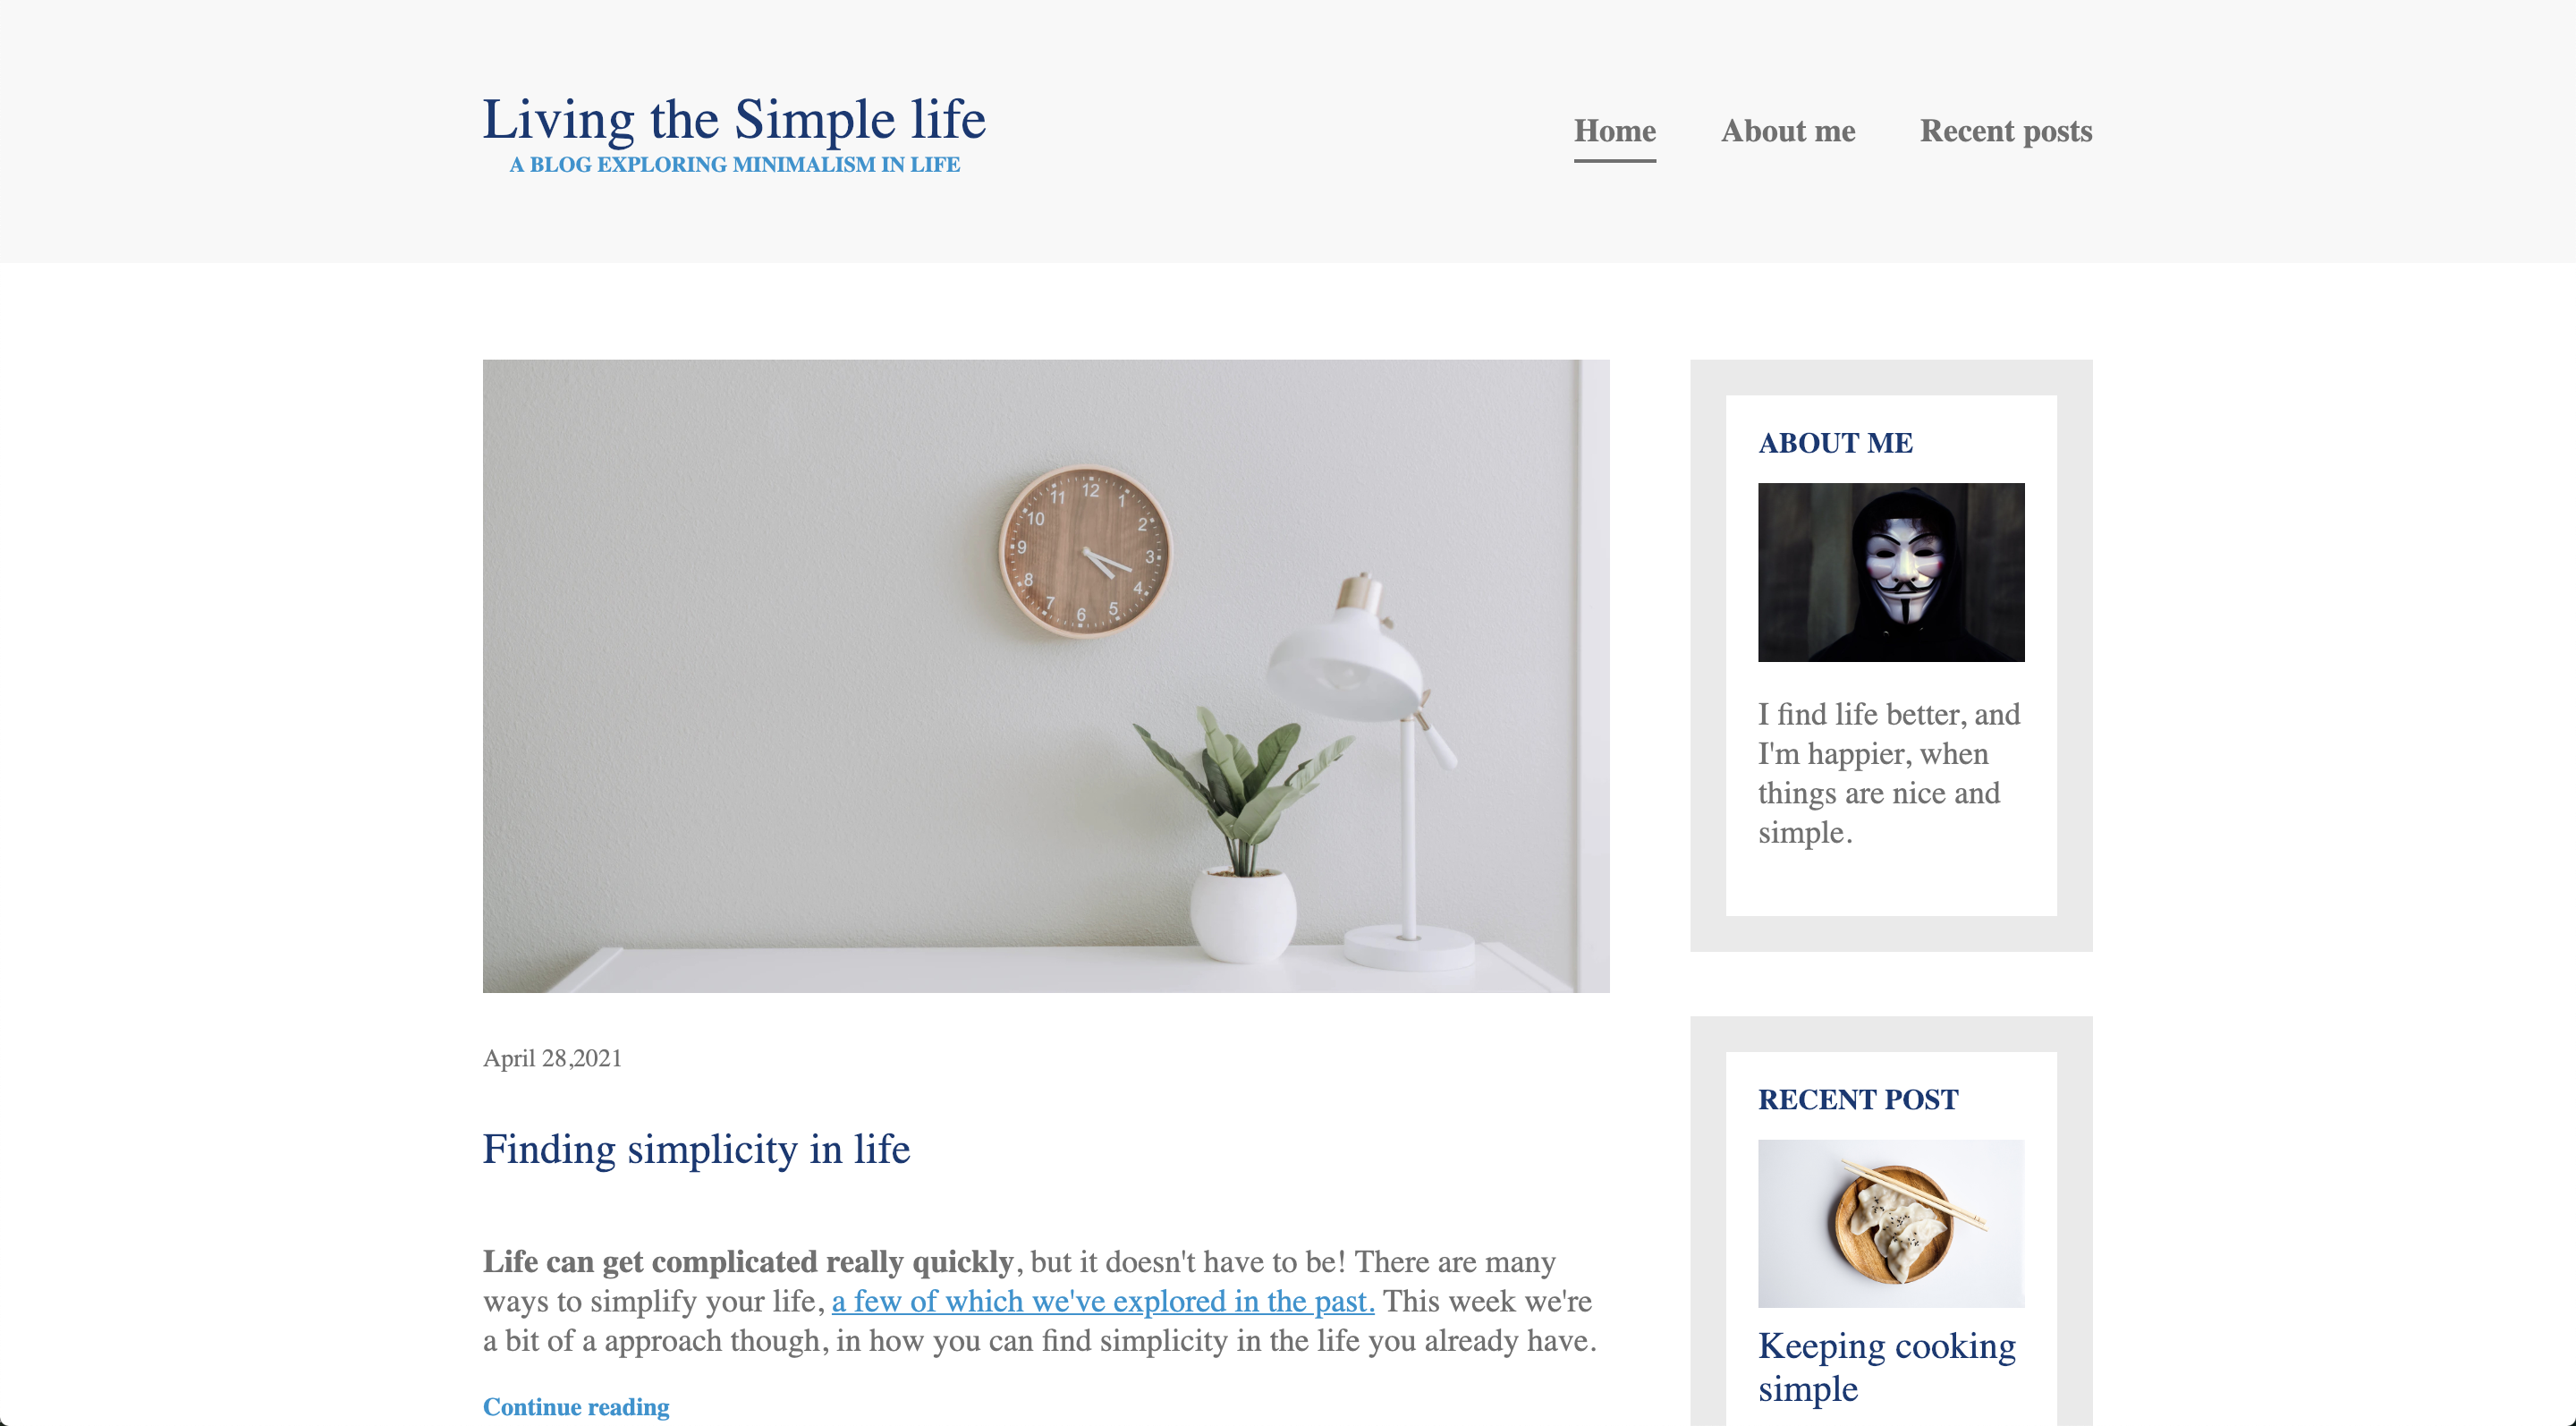 Living the Simple life
A BLOG EXPLORING MINIMALISM IN LIFE
Home About me Recent posts
12
1
2
3
4
5
6
7
8
9
10
11
April 28,2021
Finding simplicity in life
Life can get complicated really quickly, but it doesn't have to be! There are many
ways to simplify your life, a few of which we've explored in the past. This week we're
a bit of a approach though, in how you can find simplicity in the life you already have.
Continue reading
ABOUT ME
I find life better, and
I'm happier, when
things are nice and
simple.
RECENT POST
Keeping cooking
simple